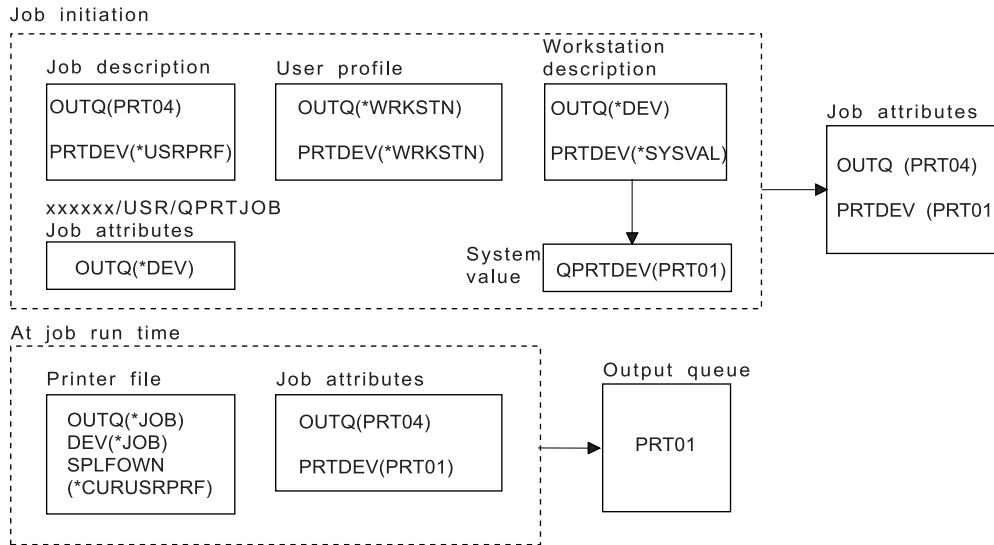 Job initiation
Job description
OUTQ(PRT04)
PRTDEV(*USRPRF)
User profile
OUTQ(*WRKSTN)
PRTDEV(*WRKSTN)
Workstation
description
OUTQ(*DEV)
PRTDEV(*SYSVAL)
Job attributes
OUTQ (PRT04)
PRTDEV (PRT01
xxxxxx/USR/QPRTJOB
Job attributes
OUTQ(*DEV)
System
value
QPRTDEV(PRT01)
At job run time
Printer file
OUTQ(*JOB)
DEV(*JOB)
SPLFOWN
(*CURUSRPRF)
Job attributes
OUTQ(PRT04)
PRTDEV(PRT01)
Output queue
PRT01